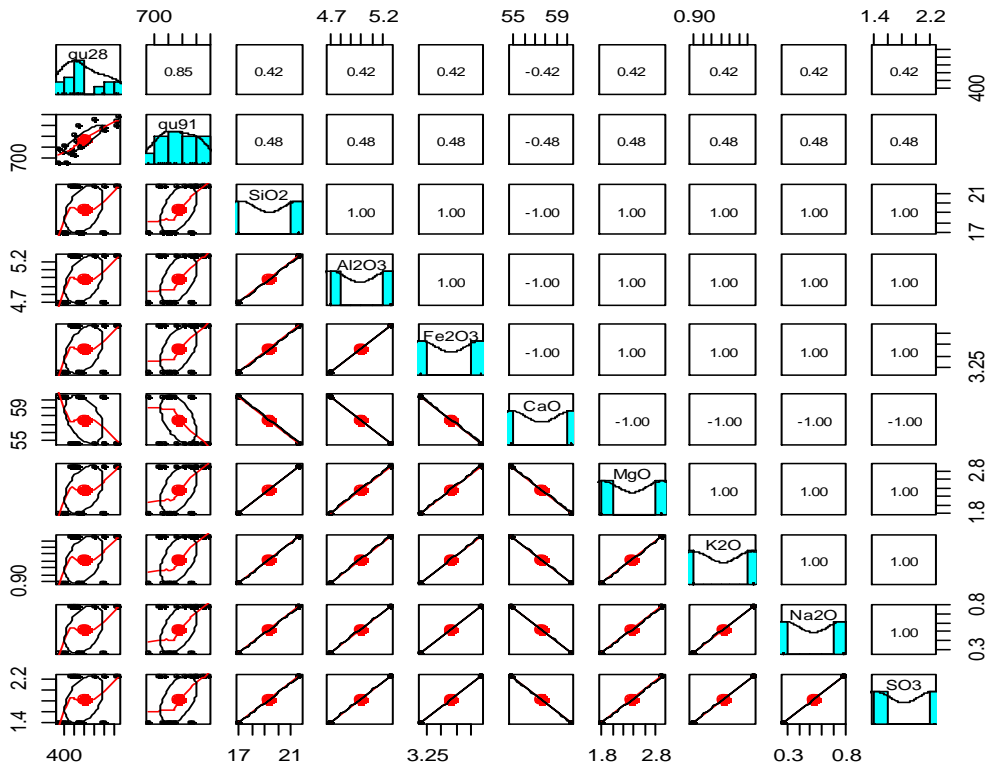 700 4.7 5.2 55 59 0.90 1.4 2.2
qu28 0.85 0.42 0.42 0.42 -0.42 0.42 0.42 0.42 0.42 400
700 qu91 0.48 0.48 0.48 -0.48 0.48 0.48 0.48 0.48
SiO2 1.00 1.00 -1.00 1.00 1.00 1.00 1.00 17 21
4.7 5.2 Al2O3 1.00 -1.00 1.00 1.00 1.00 1.00
Fe2O3 -1.00 1.00 1.00 1.00 1.00 3.25
55 59 CaO -1.00 -1.00 -1.00 -1.00
MgO 1.00 1.00 1.00 1.8 2.8
0.90 K2O 1.00 1.00
Na2O 1.00 0.3 0.8
1.4 2.2 SO3
400 17 21 3.25 1.8 2.8 0.3 0.8